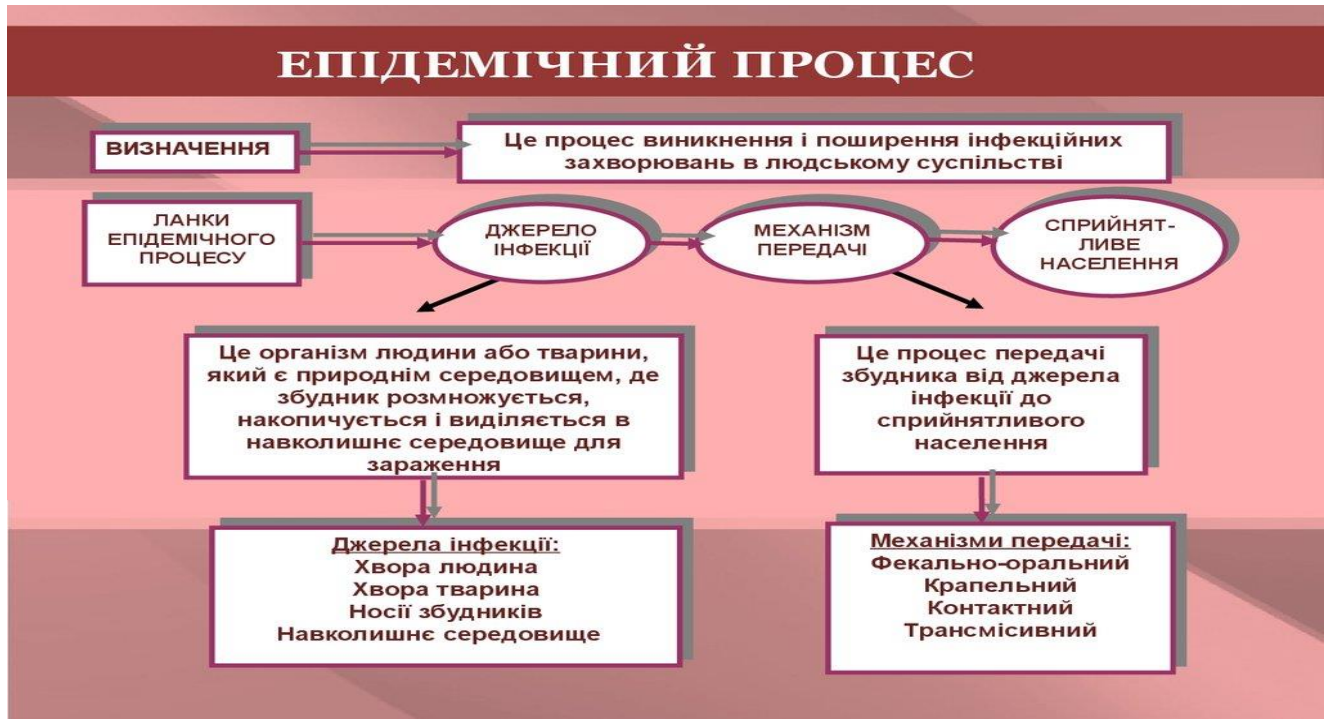 ЕПІДЕМІЧНИЙ ПРОЦЕС
ВИЗНАЧЕННЯ
Це процес виникнення і поширення інфекційних
захворювань в людському суспільстві
ЛАНКИ
ЕПІДЕМІЧНОГО
ПРОЦЕСУ
ДЖЕРЕЛО
ІНФЕКЦІЇ
МЕХАНІЗМ
ПЕРЕДАЧІ
СПРИЙНЯТ-
ЛИВЕ
НАСЕЛЕННЯ
Це організм людини або тварини,
який є природнім середовищем, де
збудник розмножується,
накопичується і виділяється в
навколишнє середовище для
зараження
Це процес передачі
збудника від джерела
інфекції до
сприйнятливого
населення
Джерела інфекції:
Хвора людина
Хвора тварина
Носії збудників
Навколишнє середовище
Механізми передачі:
Фекально-оральний
Крапельний
Контактний
Трансмісивний